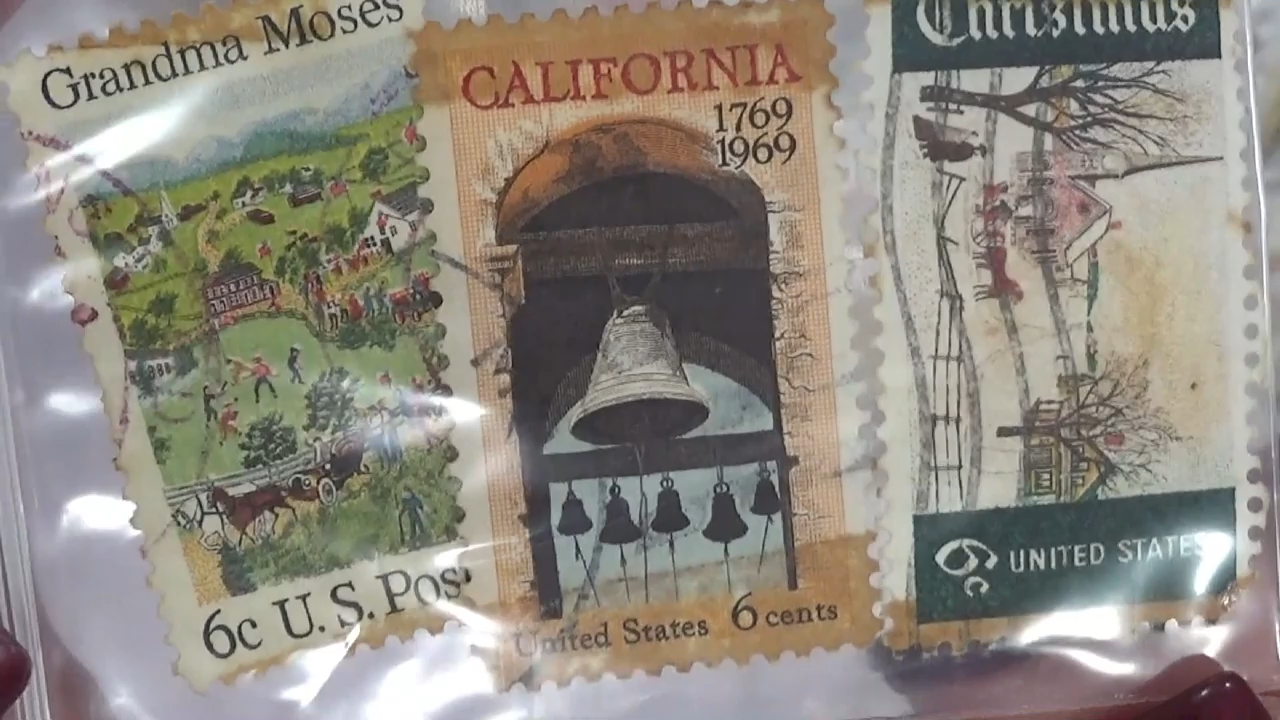 Grandma Moses
6c U.S. Pos
CALIFORNIA
1769
1969
United States 6 cents
Christmas
6c UNITED STATES